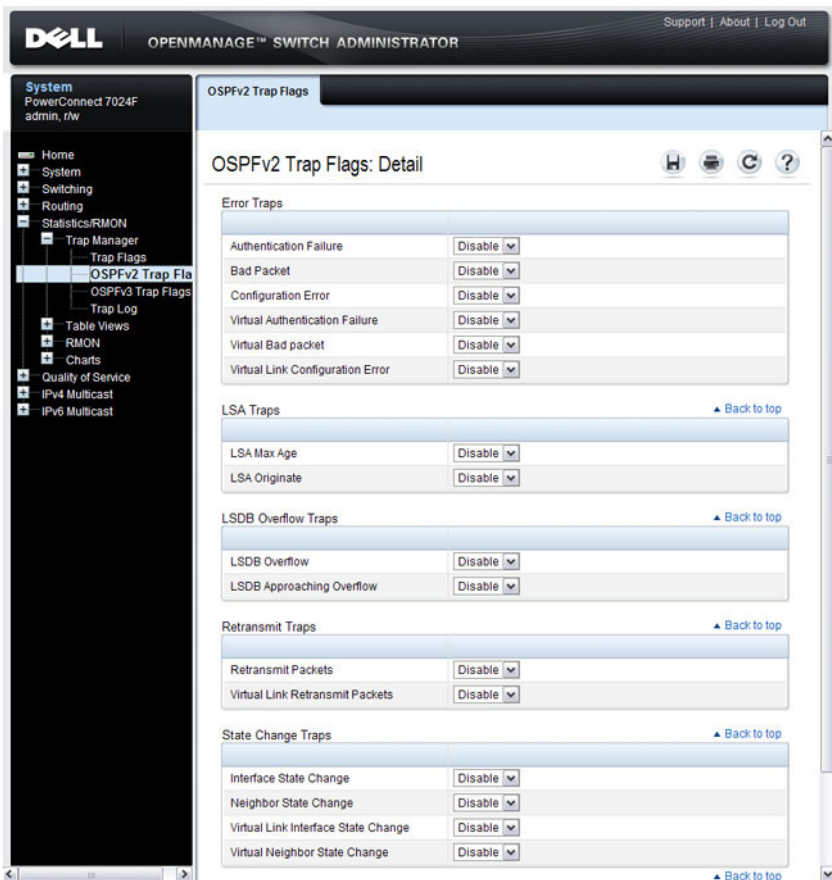 Support | About | Log Out
DELL OPENMANAGE™ SWITCH ADMINISTRATOR
System
PowerConnect 7024F
admin, r/w
Home
System
Switching
Routing
Statistics/RMON
Trap Manager
Trap Flags
OSPFv2 Trap Fla
OSPFv3 Trap Flags
Trap Log
Table Views
RMON
Charts
Quality of Service
IPv4 Multicast
IPv6 Multicast
OSPFv2 Trap Flags
OSPFv2 Trap Flags: Detail
Error Traps
Authentication Failure Disable
Bad Packet Disable
Configuration Error Disable
Virtual Authentication Failure Disable
Virtual Bad packet Disable
Virtual Link Configuration Error Disable
LSA Traps Back to top
LSA Max Age Disable
LSA Originate Disable
LSDB Overflow Traps Back to top
LSDB Overflow Disable
LSDB Approaching Overflow Disable
Retransmit Traps Back to top
Retransmit Packets Disable
Virtual Link Retransmit Packets Disable
State Change Traps Back to top
Interface State Change Disable
Neighbor State Change Disable
Virtual Link Interface State Change Disable
Virtual Neighbor State Change Disable
Back to top